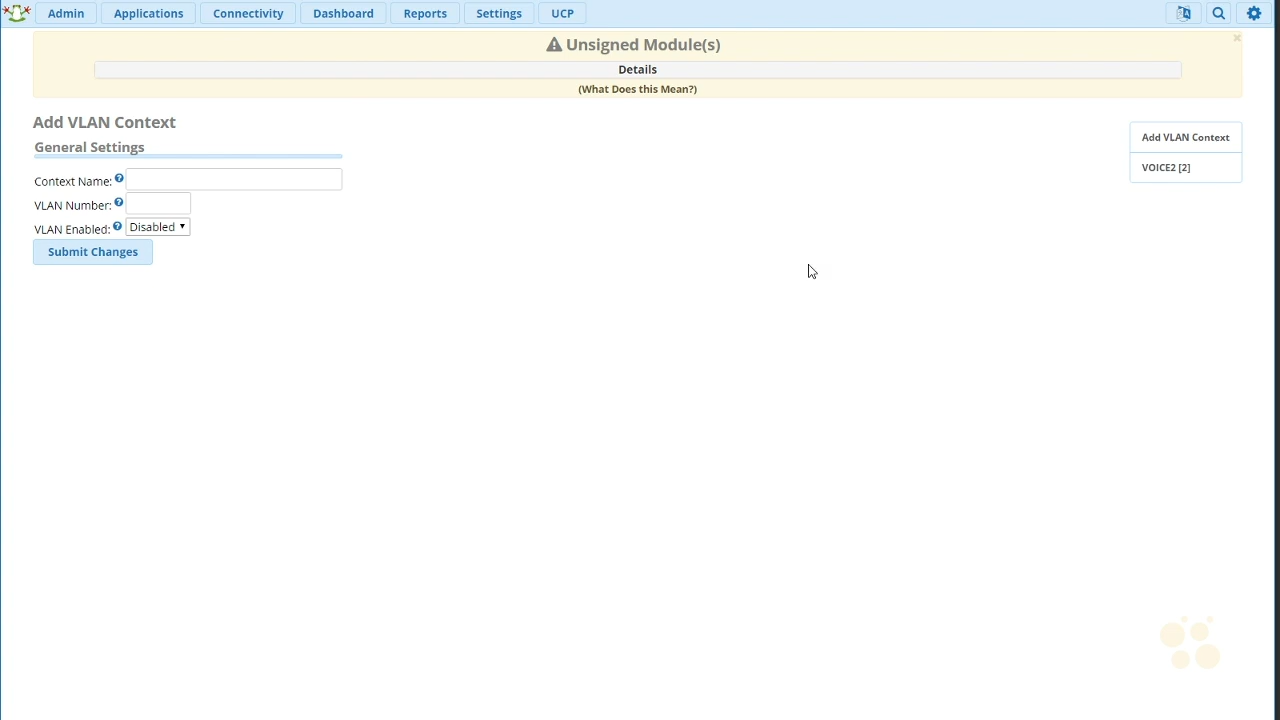 Admin
Applications
Connectivity
Dashboard
Reports
Settings
UCP
Unsigned Module(s)
Details
(What Does this Mean?)
Add VLAN Context
General Settings
Context Name:
VLAN Number:
VLAN Enabled: Disabled
Submit Changes
Add VLAN Context
VOICE2 [2]